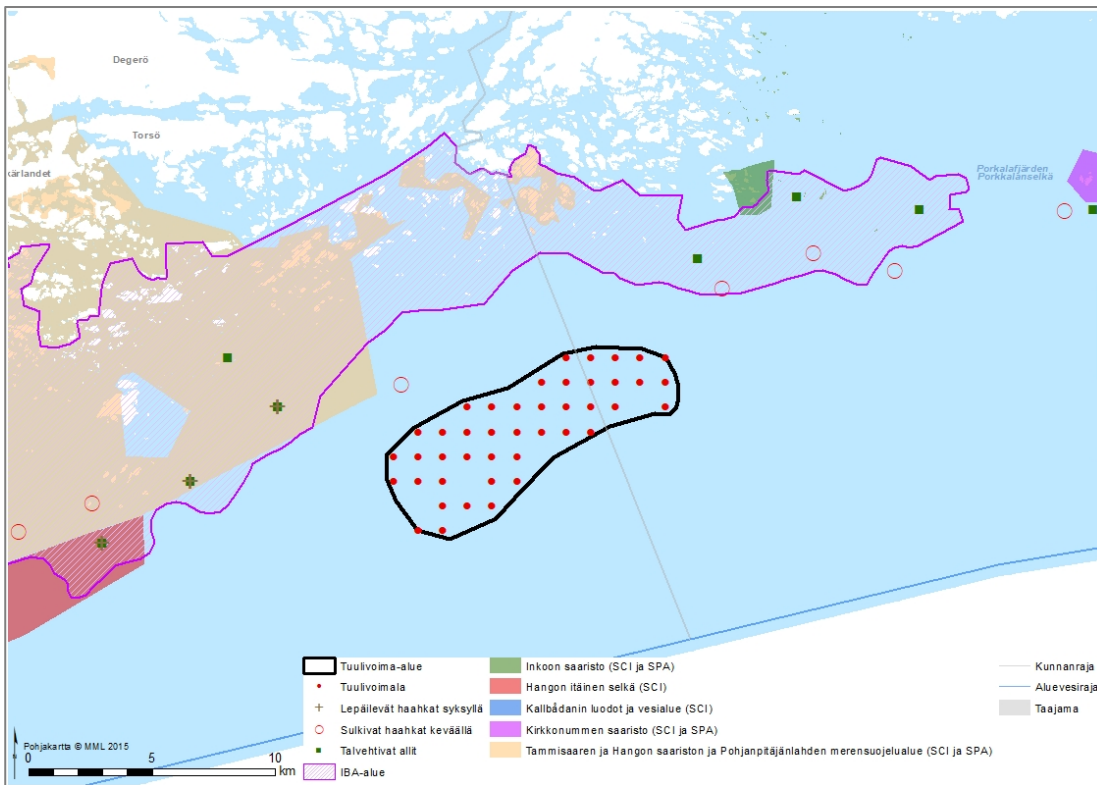 Degerö
Torsö
kärlandet
Porkalafjärden
Porkkalanselkä
Tuulivoima-alue
Tuulivoimala
Lepäilevät haahkat syksyllä
Sulkivat haahkat keväällä
Talvehtivat allit
IBA-alue
Inkoon saaristo (SCI ja SPA)
Hangon itäinen selkä (SCI)
Kallbådanin luodot ja vesialue (SCI)
Kirkkonummen saaristo (SCI ja SPA)
Tammisaaren ja Hangon saariston ja Pohjanpitäjänlahden merensuojelualue (SCI ja SPA)
Kunnanraja
Aluevesiraja
Taajama
Pohjakartta © MML 2015
0 5 10
km